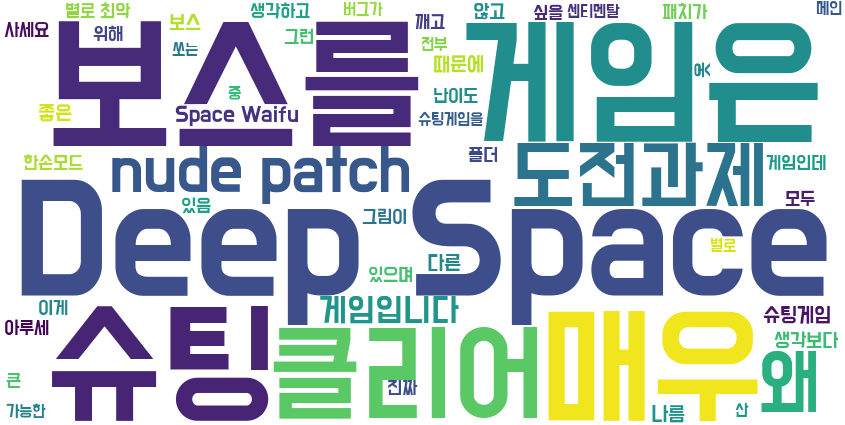 별로 최악
생각하고
버그가
않고
싶을
센티멘탈
패치가
메인
사세요
위해
보스
쏘는
그런
깨고
전부
보스를
게임은
때문에
좋은
중
Space Waifu
난이도
슈팅게임을
옷
한손모드
nude patch
플더
도전과제
게임인데
있음
그림이
모두
Deep Space
별로
다른
있으며
이게
아루세
게임입니다
슈팅게임
슈팅
클리어
매우
왜
생각보다
큰
진짜
가능한
나름
산